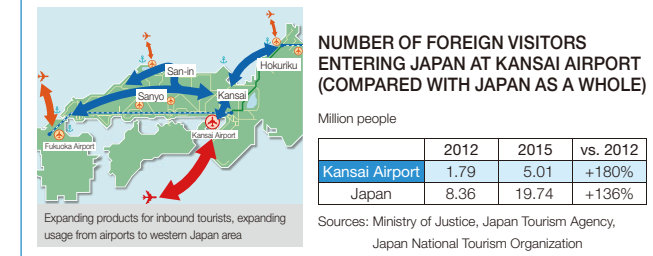 San-in
Hokuriku
Sanyo
Kansai
Kansai Airport
Fukuoka Airport
Expanding products for inbound tourists, expanding
usage from airports to western Japan area
NUMBER OF FOREIGN VISITORS
ENTERING JAPAN AT KANSAI AIRPORT
(COMPARED WITH JAPAN AS A WHOLE)
Million people
2012 2015 vs. 2012
Kansai Airport 1.79 5.01 +180%
Japan 8.36 19.74 +136%
Sources: Ministry of Justice, Japan Tourism Agency,
Japan National Tourism Organization